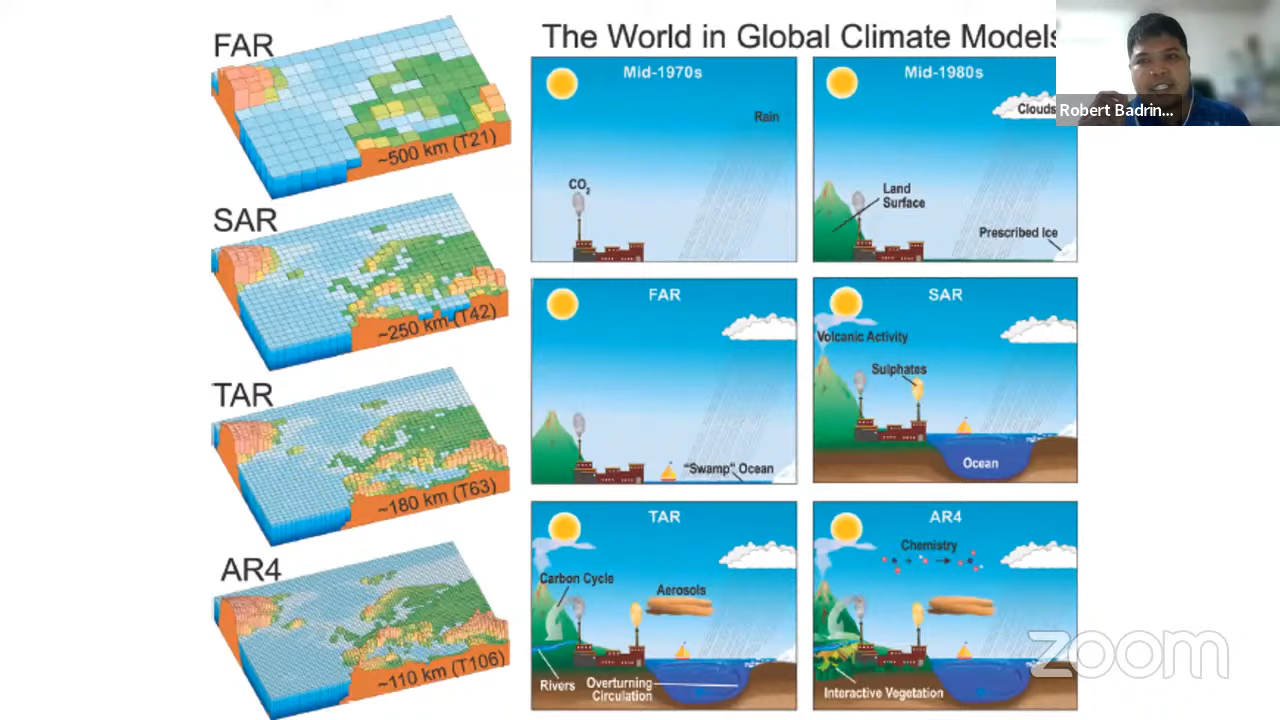 FAR
~500 km (T21)
SAR
~250 km (T42)
TAR
~180 km (T63)
AR4
~110 km (T106)
The World in Global Climate Models
Mid-1970s
Rain
CO2
Mid-1980s
Clouds
Land
Surface
Prescribed Ice
FAR
"Swamp" Ocean
SAR
Volcanic Activity
Sulphates
Ocean
TAR
Carbon Cycle
Aerosols
Rivers
Overturning
Circulation
AR4
Chemistry
Interactive Vegetation
Robert Badrin...
zoom